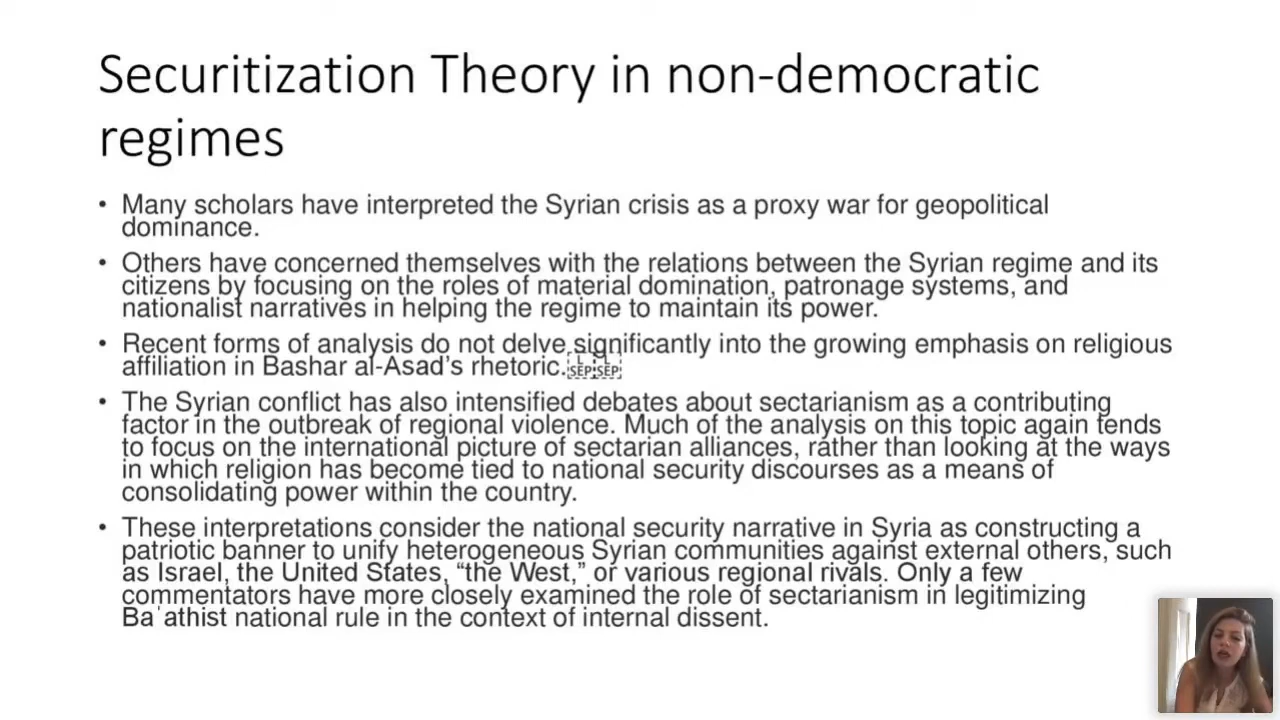 Securitization Theory in non-democratic
regimes
• Many scholars have interpreted the Syrian crisis as a proxy war for geopolitical
dominance.
• Others have concerned themselves with the relations between the Syrian regime and its
citizens by focusing on the roles of material domination, patronage systems, and
nationalist narratives in helping the regime to maintain its power.
• Recent forms of analysis do not delve significantly into the growing emphasis on religious
affiliation in Bashar al-Asad’s rhetoric. L SEP L SEP
• The Syrian conflict has also intensified debates about sectarianism as a contributing
factor in the outbreak of regional violence. Much of the analysis on this topic again tends
to focus on the international picture of sectarian alliances, rather than looking at the ways
in which religion has become tied to national security discourses as a means of
consolidating power within the country.
• These interpretations consider the national security narrative in Syria as constructing a
patriotic banner to unify heterogeneous Syrian communities against external others, such
as Israel, the United States, “the West,” or various regional rivals. Only a few
commentators have more closely examined the role of sectarianism in legitimizing
Baʿathist national rule in the context of internal dissent.